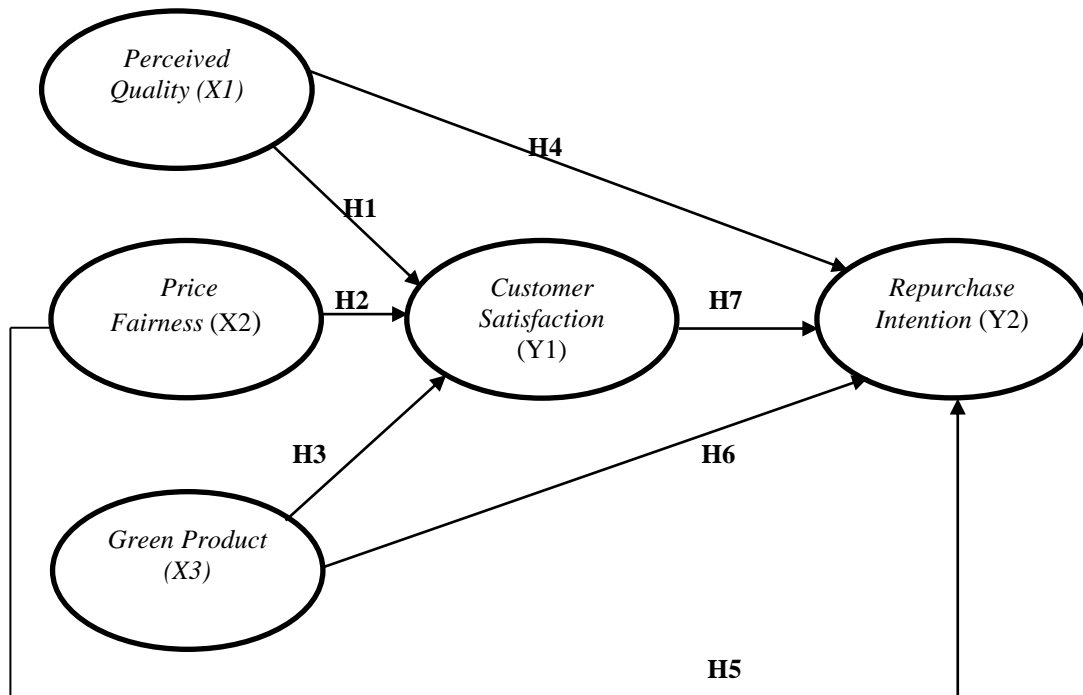 Perceived
Quality (X1)
H4
H1
Price
Fairness (X2)
H2
Customer
Satisfaction
(Y1)
H7
Repurchase
Intention (Y2)
H3
H6
Green Product
(X3)
H5